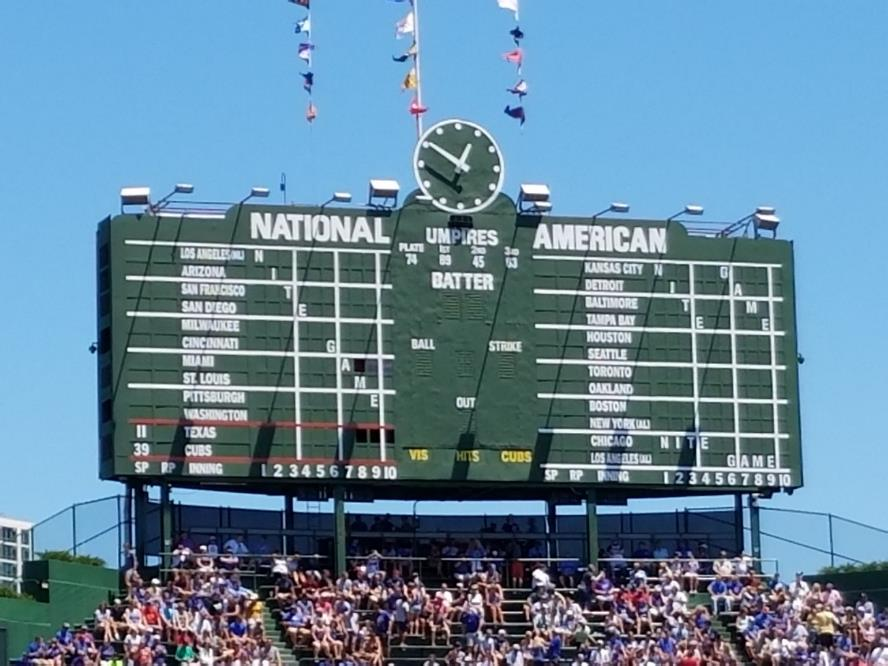 NATIONAL
UMPIRES
AMERICAN
PLATE 1ST 2ND 3RD
74 89 45 63
BATTER
BALL STRIKE
OUT
VIS HITS CUBS
LOS ANGELES(NL) N
ARIZONA I
SAN FRANCISCO T
SAN DIEGO E
MILWAUKEE
CINCINNATI G
MIAMI A
ST. LOUIS M
PITTSBURGH E
WASHINGTON
11 TEXAS
39 CUBS
SP RP INNING 1 2 3 4 5 6 7 8 9 10
KANSAS CITY N G
DETROIT I A
BALTIMORE T M
TAMPA BAY E E
HOUSTON
SEATTLE
TORONTO
OAKLAND
BOSTON
NEW YORK(AL)
CHICAGO NITE
LOS ANGELES(AL) GAME
SP RP INNING 1 2 3 4 5 6 7 8 9 10